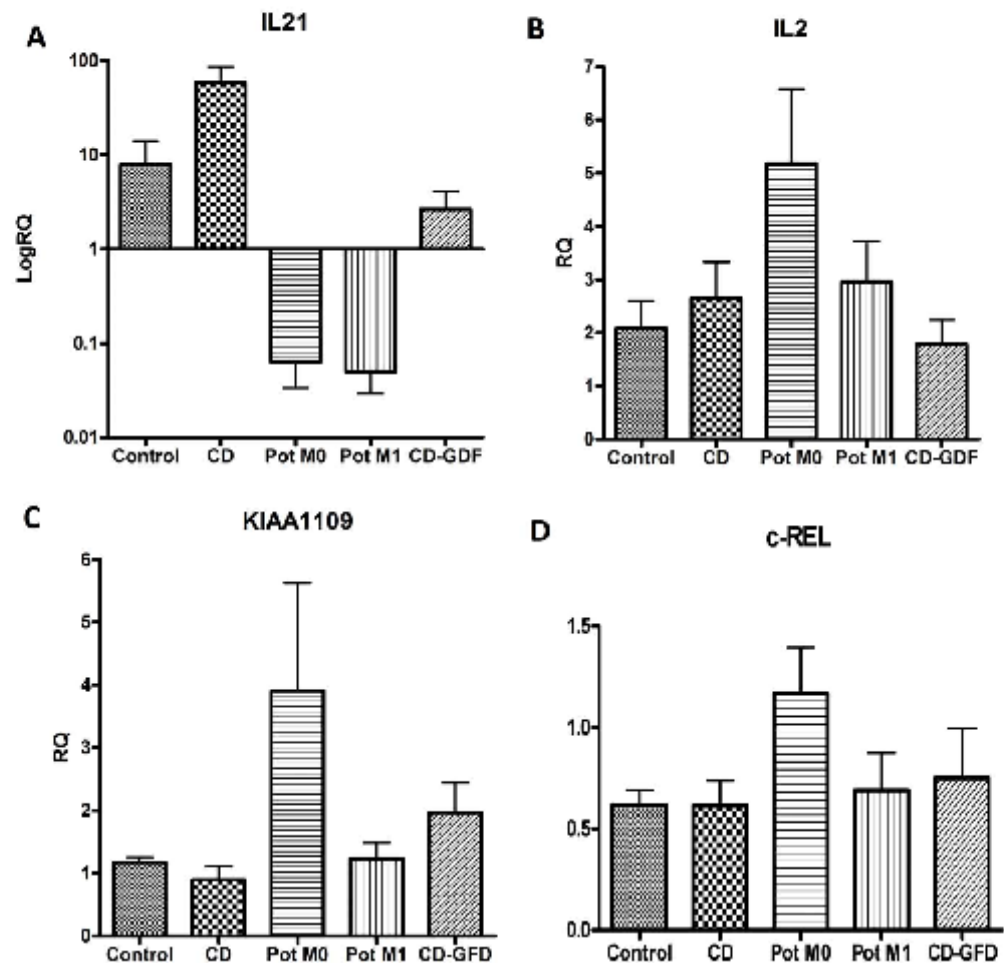 A
IL21
LogRQ
100
10
1
0.1
0.01
Control CD Pot M0 Pot M1 CD-GDF
B
IL2
RQ
7
6
5
4
3
2
1
0
Control CD Pot M0 Pot M1 CD-GDF
C
KIAA1109
RQ
6
5
4
3
2
1
0
Control CD Pot M0 Pot M1 CD-GFD
D
c-REL
1.5
1.0
0.5
0.0
Control CD Pot M0 Pot M1 CD-GFD